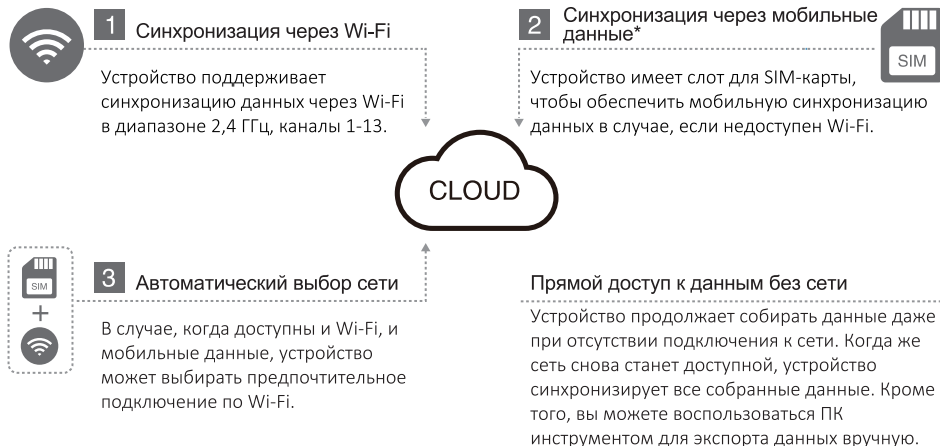 1 Синхронизация через Wi-Fi
Устройство поддерживает
синхронизацию данных через Wi-Fi
в диапазоне 2,4 ГГц, каналы 1-13.
2 Синхронизация через мобильные
данные*
SIM
Устройство имеет слот для SIM-карты,
чтобы обеспечить мобильную синхронизацию
данных в случае, если недоступен Wi-Fi.
CLOUD
SIM
+
3 Автоматический выбор сети
В случае, когда доступны и Wi-Fi, и
мобильные данные, устройство
может выбирать предпочтительное
подключение по Wi-Fi.
Прямой доступ к данным без сети
Устройство продолжает собирать данные даже
при отсутствии подключения к сети. Когда же
сеть снова станет доступной, устройство
синхронизирует все собранные данные. Кроме
того, вы можете воспользоваться ПК
инструментом для экспорта данных вручную.